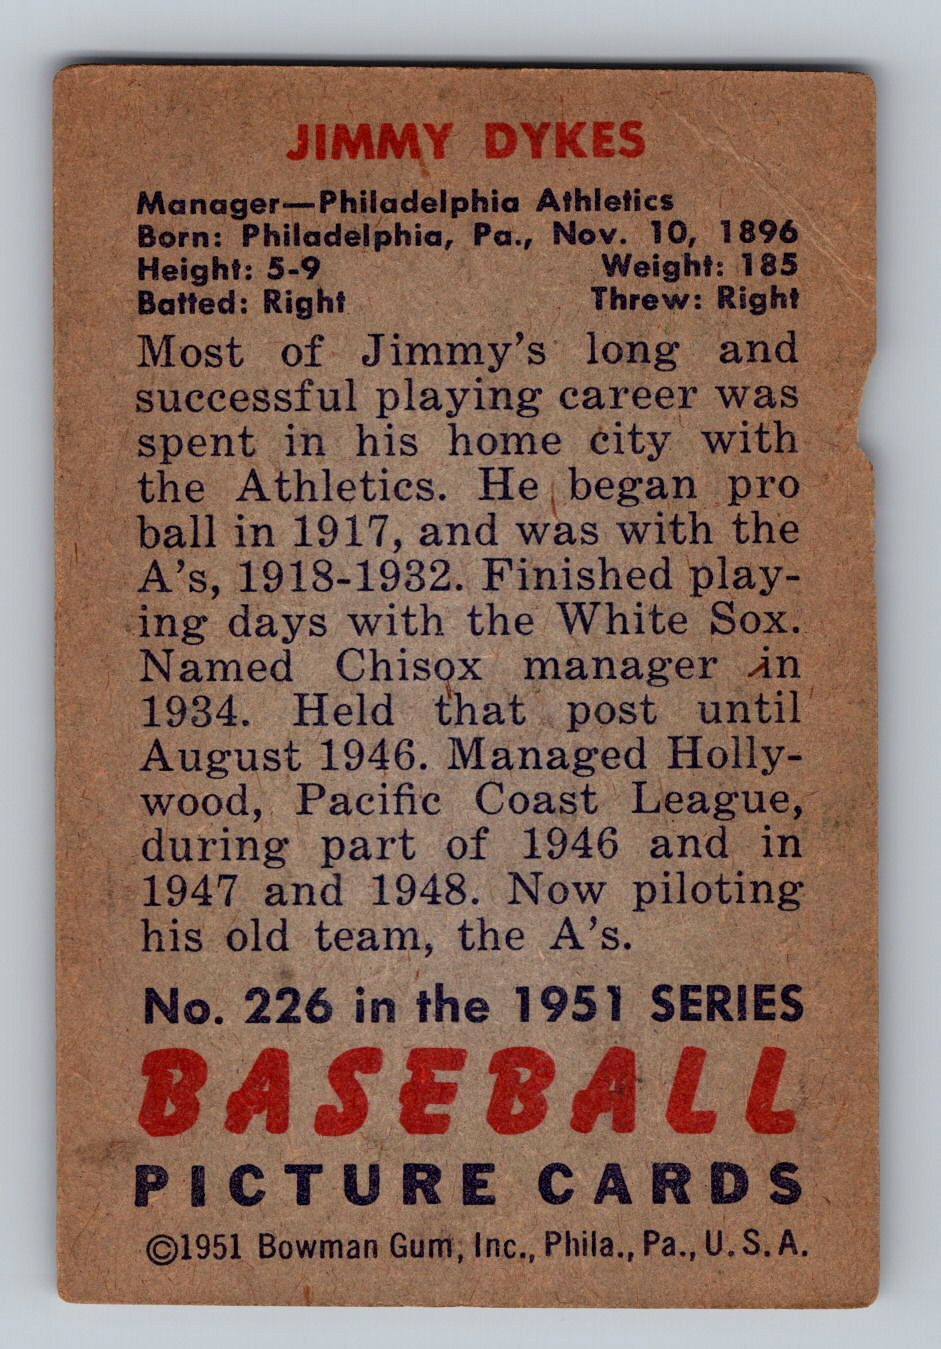 JIMMY DYKES
Manager—Philadelphia Athletics
Born: Philadelphia, Pa., Nov. 10, 1896
Height: 5-9 Weight: 185
Batted: Right Threw: Right
Most of Jimmy's long and
successful playing career was
spent in his home city with
the Athletics. He began pro
ball in 1917, and was with the
A's, 1918-1932. Finished play-
ing days with the White Sox.
Named Chisox manager in
1934. Held that post until
August 1946. Managed Holly-
wood, Pacific Coast League,
during part of 1946 and in
1947 and 1948. Now piloting
his old team, the A's.
No. 226 in the 1951 SERIES
BASEBALL
PICTURE CARDS
©1951 Bowman Gum, Inc., Phila., Pa., U.S.A.